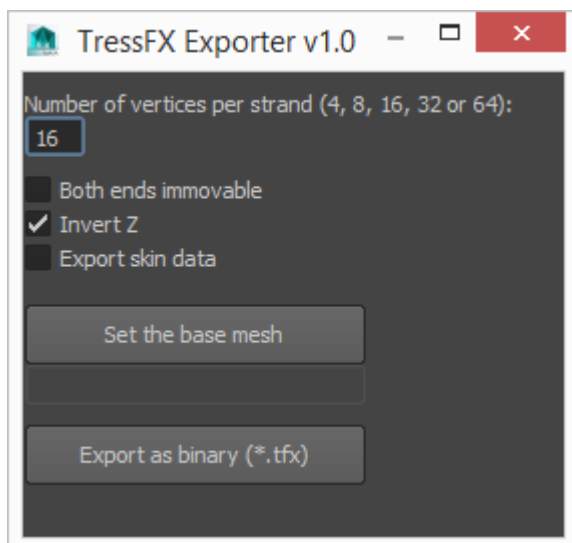 TressFX Exporter v1.0
Number of vertices per strand (4, 8, 16, 32 or 64):
16
Both ends immovable
Invert Z
Export skin data
Set the base mesh
Export as binary (*.tfx)